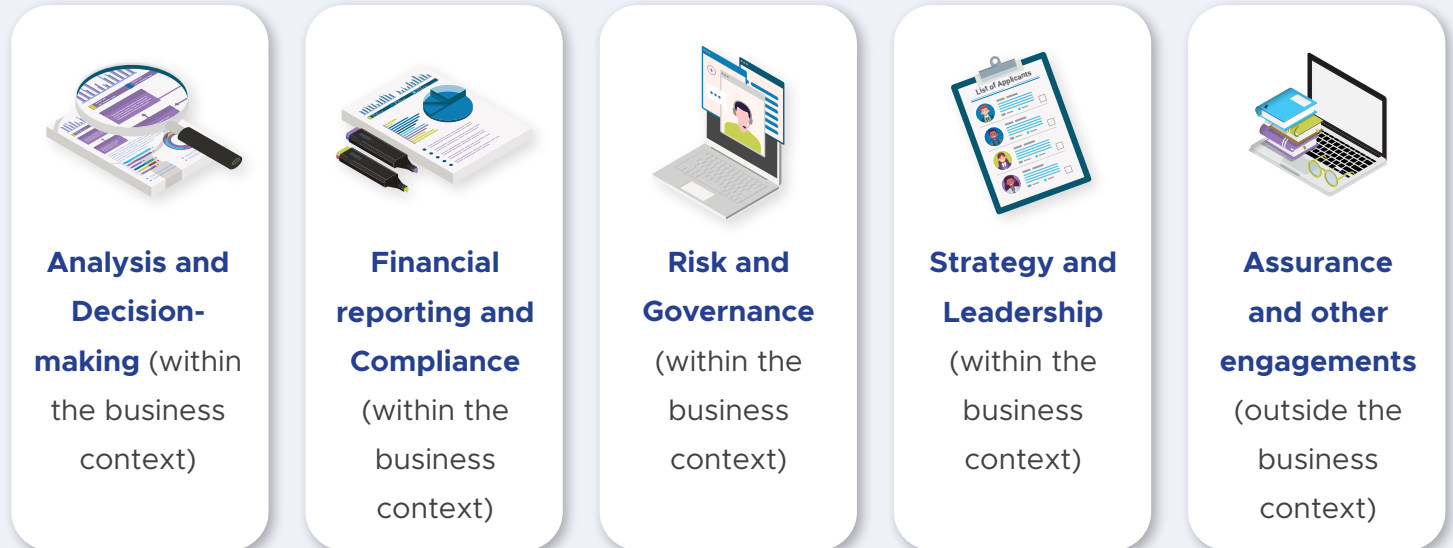 Analysis and
Decision-
making (within
the business
context)
Financial
reporting and
Compliance
(within the
business
context)
Risk and
Governance
(within the
business
context)
List of Applicants
Strategy and
Leadership
(within the
business
context)
Assurance
and other
engagements
(outside the
business
context)